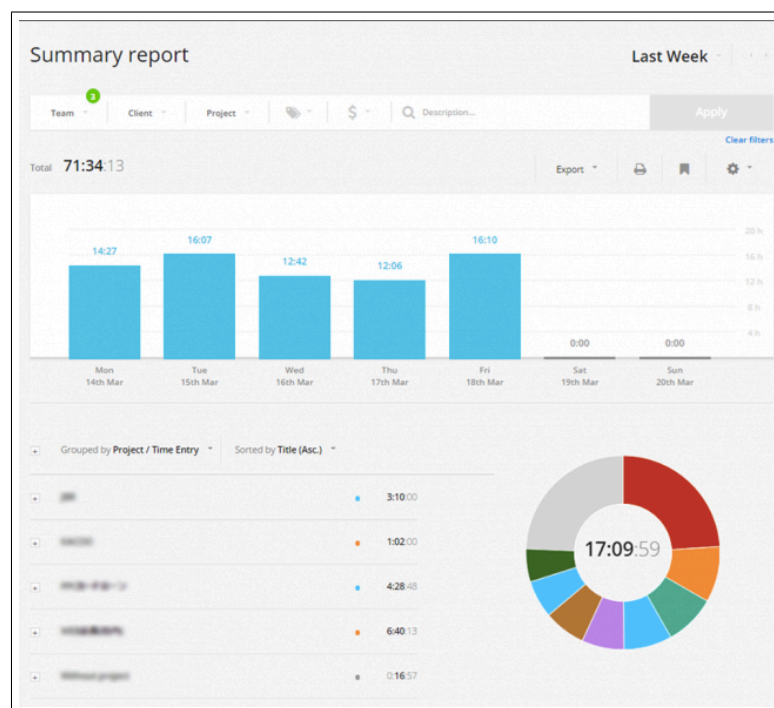 Summary report
Last Week
3
Team Client Project $ Description... Apply
Clear filters
Total 71:34:13
Export
20 h
16 h
12 h
8 h
4 h
14:27 16:07 12:42 12:06 16:10 0:00 0:00
Mon Tue Wed Thu Fri Sat Sun
14th Mar 15th Mar 16th Mar 17th Mar 18th Mar 19th Mar 20th Mar
Grouped by Project / Time Entry Sorted by Title (Asc.)
3:10:00
1:02:00
4:28:48
6:40:13
Without project 0:16:57
17:09:59